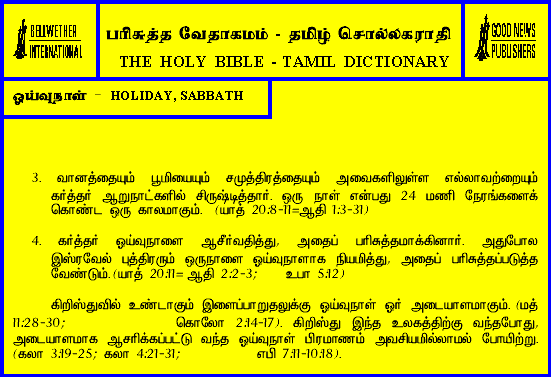 BELLWETHER
INTERNATIONAL
பரிசுத்த வேதாகமம் - தமிழ் சொல்லகராதி
THE HOLY BIBLE - TAMIL DICTIONARY
GOOD NEWS
PUBLISHERS
ஓய்வுநாள் – HOLIDAY, SABBATH
3. வானத்தையும் பூமியையும் சமுத்திரத்தையும் அவைகளிலுள்ள எல்லாவற்றையும்
கர்த்தர் ஆறுநாட்களில் சிருஷ்டித்தார். ஒரு நாள் என்பது 24 மணி நேரங்களைக்
கொண்ட ஒரு காலமாகும். (யாத் 20:8-11=ஆதி 1:3-31)
4. கர்த்தர் ஓய்வுநாளை ஆசீர்வதித்து, அதைப் பரிசுத்தமாக்கினார். அதுபோல
இஸ்ரவேல் புத்திரரும் ஒருநாளை ஓய்வுநாளாக நியமித்து, அதைப் பரிசுத்தப்படுத்த
வேண்டும்.(யாத் 20:11= ஆதி 2:2-3; உபா 5:12)
கிறிஸ்துவில் உண்டாகும் இளைப்பாறுதலுக்கு ஓய்வுநாள் ஓர் அடையாளமாகும். (மத்
11:28-30; கொலோ 2:14-17). கிறிஸ்து இந்த உலகத்திற்கு வந்தபோது,
அடையாளமாக ஆசரிக்கப்பட்டு வந்த ஓய்வுநாள் பிரமாணம் அவசியமில்லாமல் போயிற்று.
(கலா 3:19-25; கலா 4:21-31; எபி 7:11-10:18).